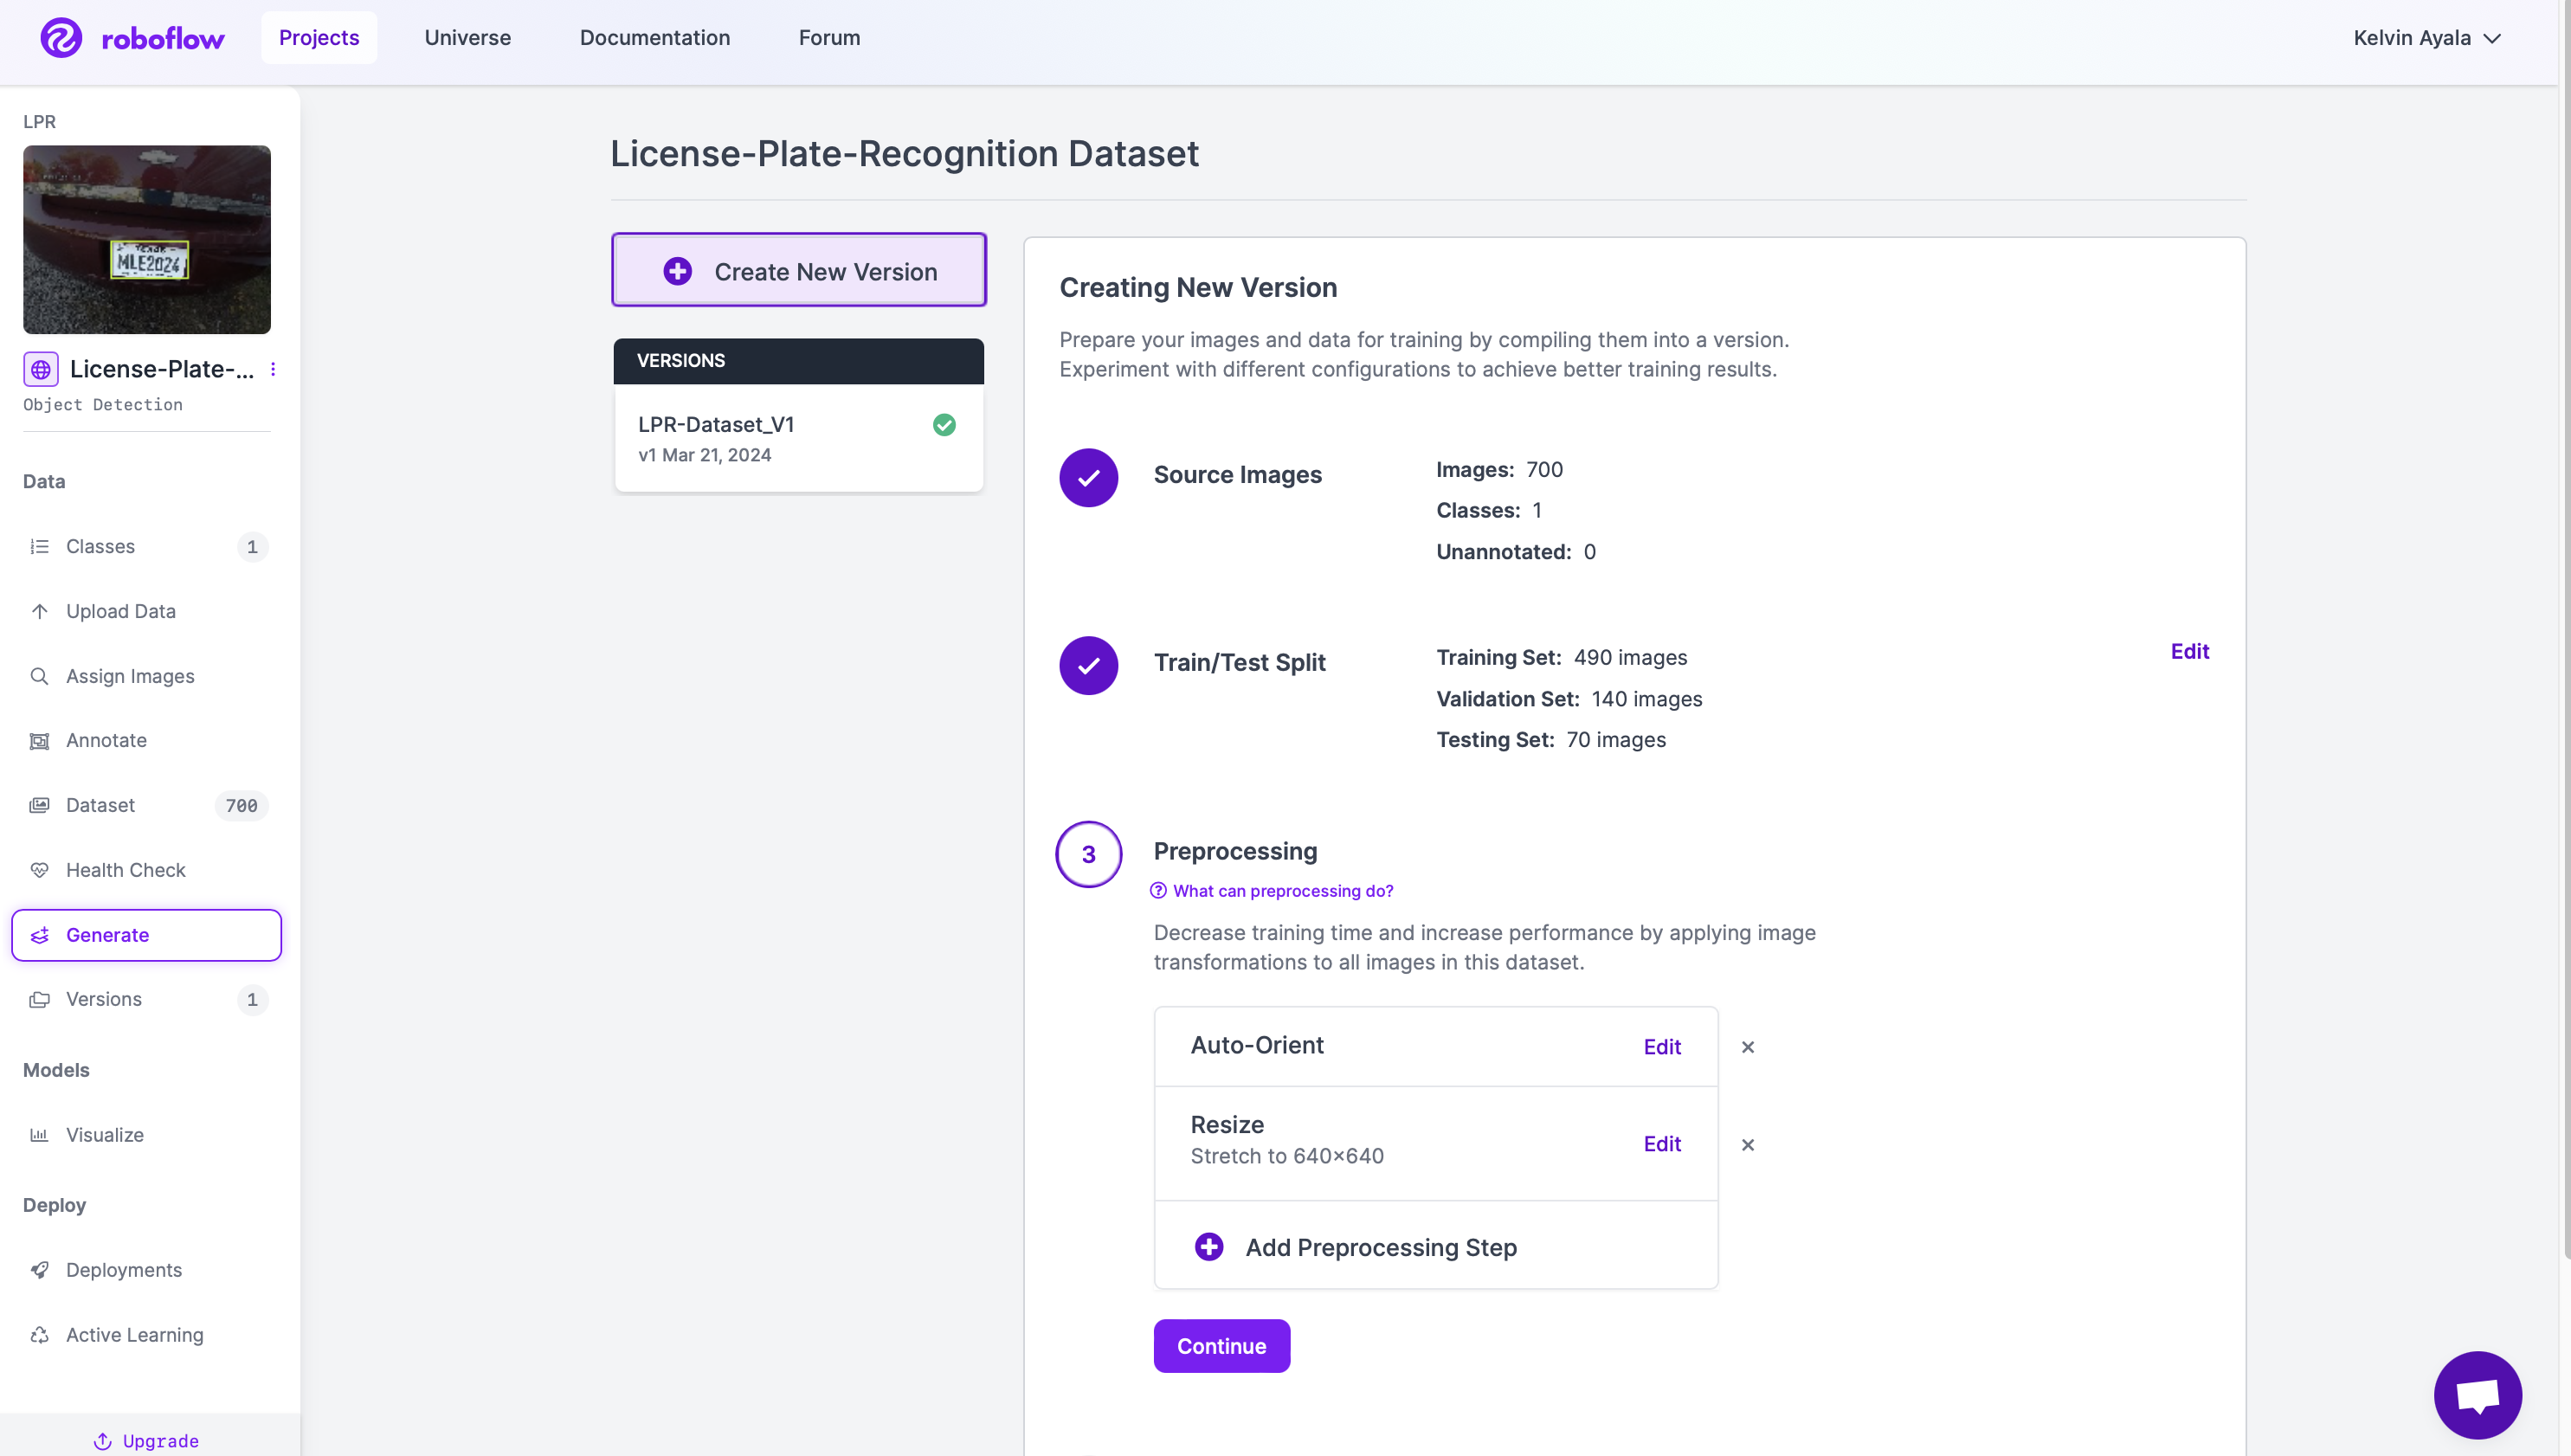 roboflow
Projects
Universe
Documentation
Forum
Kelvin Ayala
LPR
TEXAS
MLE2024
License-Plate-...
Object Detection
Data
Classes 1
Upload Data
Assign Images
Annotate
Dataset 700
Health Check
Generate
Versions 1
Models
Visualize
Deploy
Deployments
Active Learning
Upgrade
License-Plate-Recognition Dataset
Create New Version
VERSIONS
LPR-Dataset_V1
v1 Mar 21, 2024
Creating New Version
Prepare your images and data for training by compiling them into a version.
Experiment with different configurations to achieve better training results.
Source Images
Images: 700
Classes: 1
Unannotated: 0
Train/Test Split
Training Set: 490 images
Validation Set: 140 images
Testing Set: 70 images
Edit
3
Preprocessing
What can preprocessing do?
Decrease training time and increase performance by applying image
transformations to all images in this dataset.
Auto-Orient
Edit
×
Resize
Stretch to 640×640
Edit
×
Add Preprocessing Step
Continue